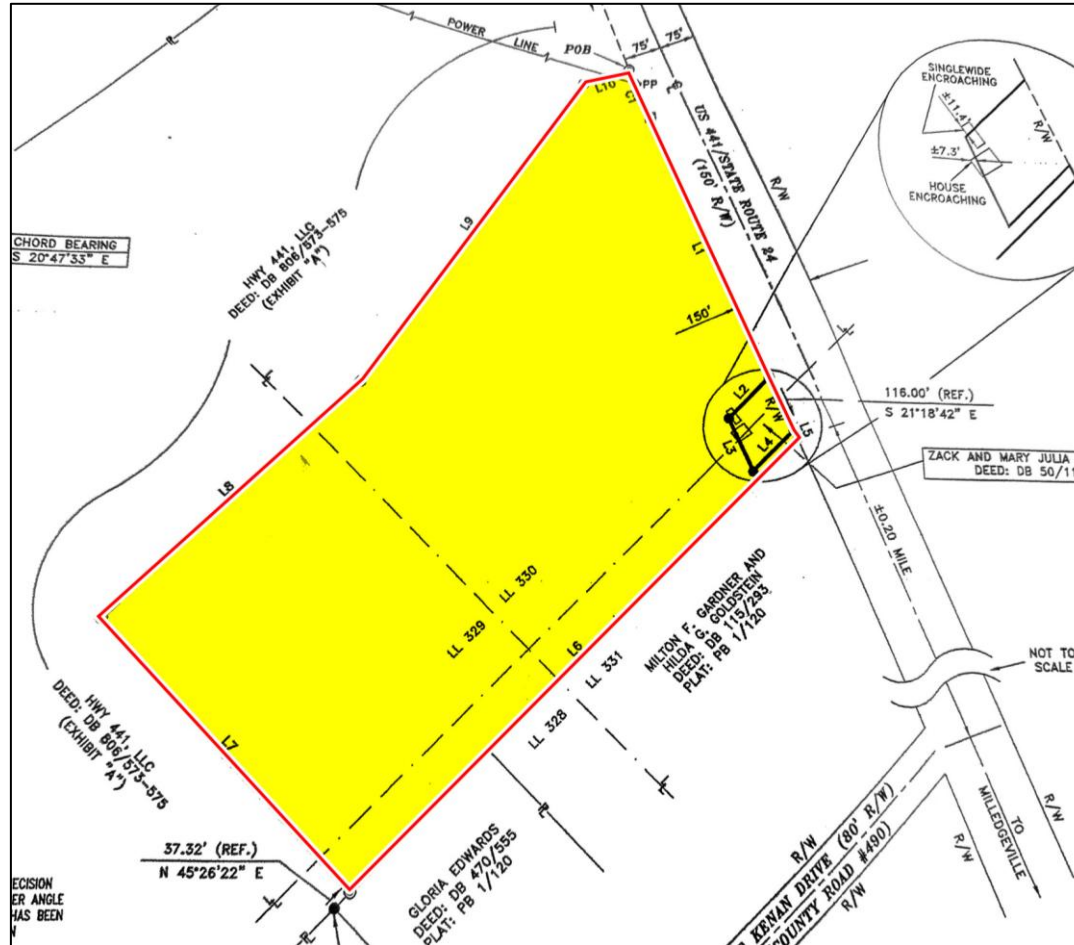 POWER
LINE
POB
75'
75'
SINGLEWIDE
ENCROACHING
±11.4'
R/W
±7.3'
HOUSE
ENCROACHING
L10
PP
C1
US 441/STATE ROUTE 24
(150' R/W)
R/W
CHORD BEARING
S 20°47'33" E
HWY 441, LLC
DEED: DB 806/573-575
(EXHIBIT "A")
L9
L1
150'
L2
R/W
L3
L4
L5
116.00' (REF.)
S 21°18'42" E
ZACK AND MARY JULIA
DEED: DB 50/11
±0.20 MILE
L8
LL 330
LL 329
L6
LL 331
LL 328
MILTON F. GARDNER AND
HILDA G. GOLDSTEIN
DEED: DB 115/293
PLAT: PB 1/120
NOT TO
SCALE
HWY 441, LLC
DEED: DB 806/573-575
(EXHIBIT "A")
L7
37.32' (REF.)
N 45°26'22" E
GLORIA EDWARDS
DEED: DB 470/555
PLAT: PB 1/120
R/W
KENAN DRIVE (80' R/W)
COUNTY ROAD #490)
R/W
R/W
TO
MILLEDGEVILLE
R/W
ECISION
ER ANGLE
HAS BEEN